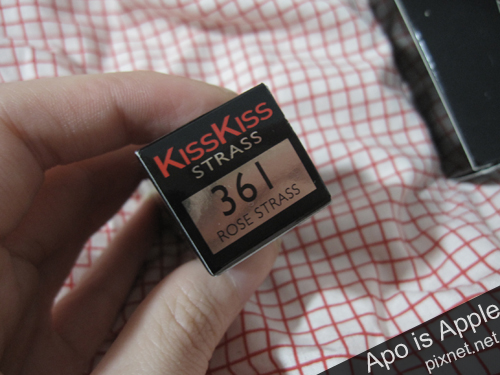 KISSKISS
STRASS
361
ROSE STRASS
Apo is Apple
pixnet.net